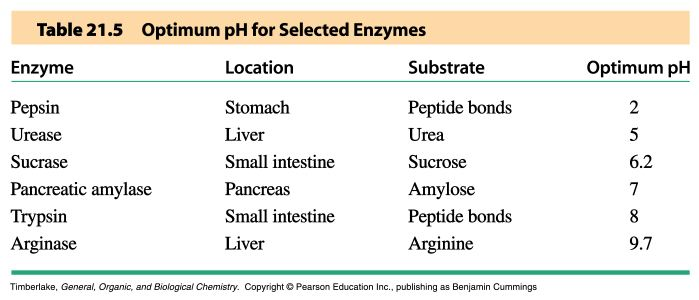 Table 21.5 Optimum pH for Selected Enzymes
Enzyme Location Substrate Optimum pH
Pepsin Stomach Peptide bonds 2
Urease Liver Urea 5
Sucrase Small intestine Sucrose 6.2
Pancreatic amylase Pancreas Amylose 7
Trypsin Small intestine Peptide bonds 8
Arginase Liver Arginine 9.7
Timberlake, General, Organic, and Biological Chemistry. Copyright © Pearson Education Inc., publishing as Benjamin Cummings